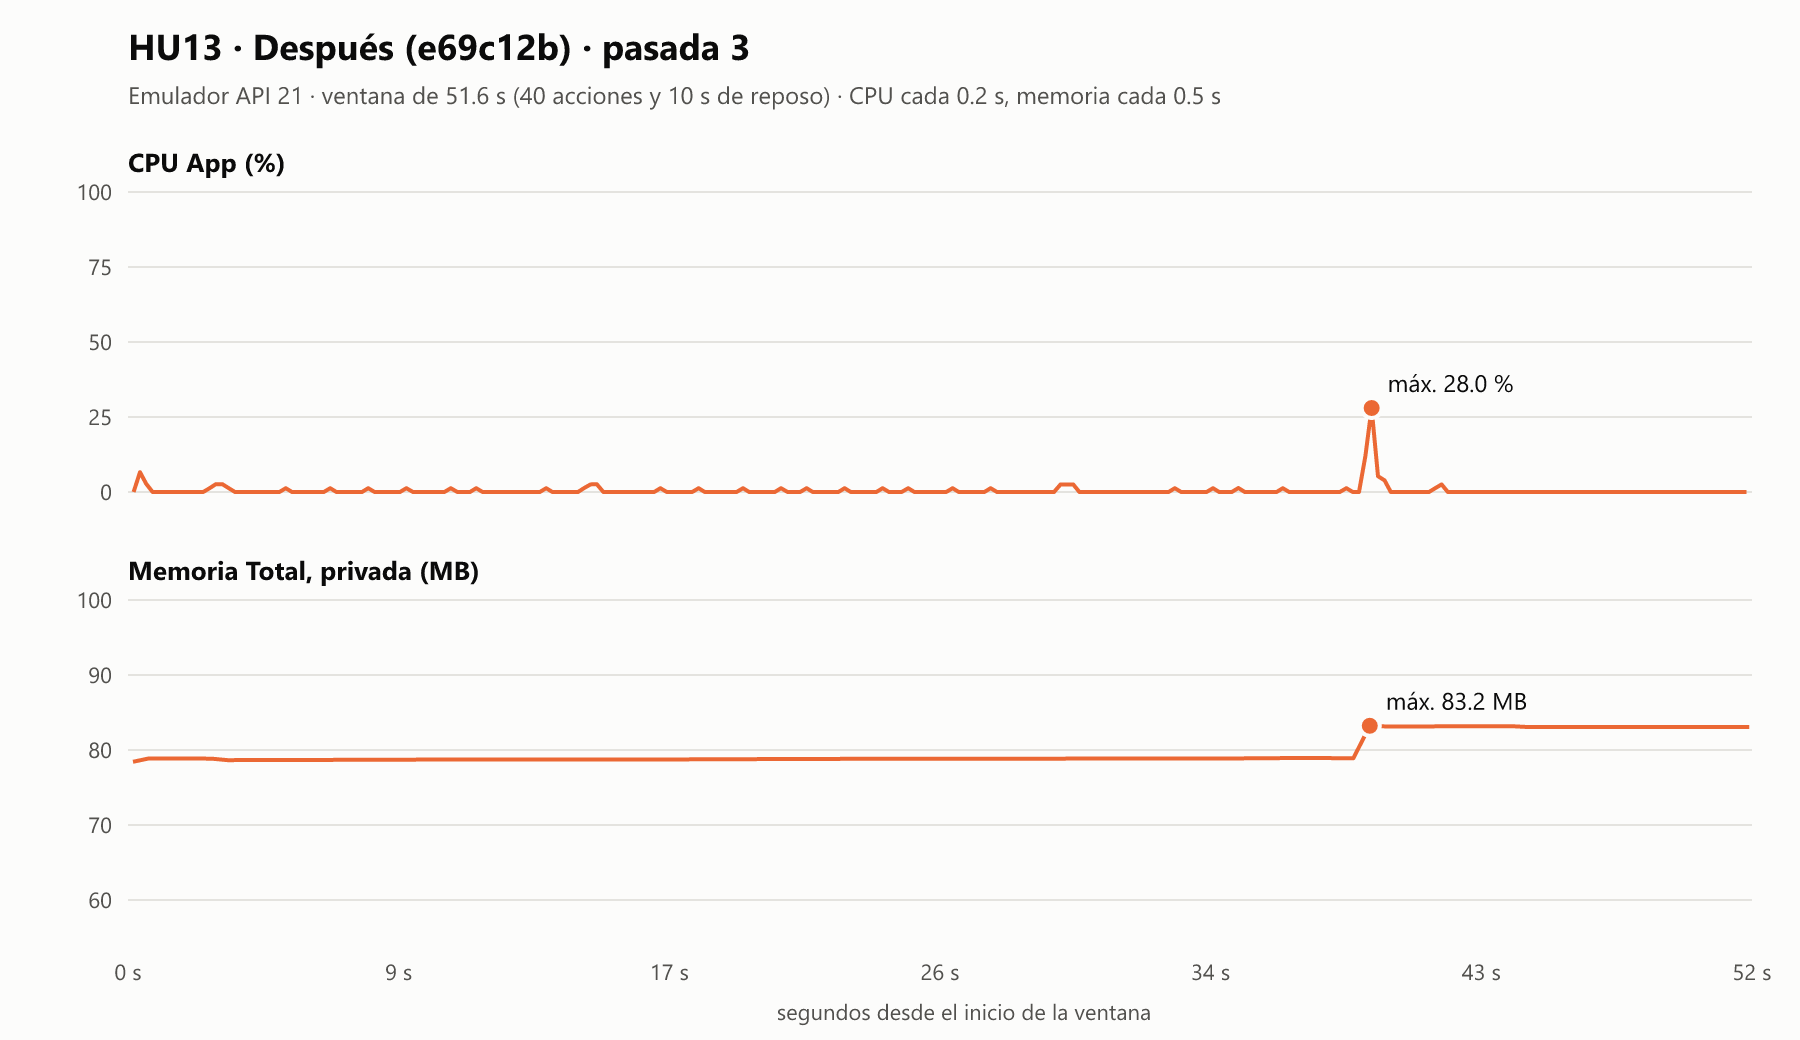 HU13 · Después (e69c12b) · pasada 3
Emulador API 21 · ventana de 51.6 s (40 acciones y 10 s de reposo) · CPU cada 0.2 s, memoria cada 0.5 s
CPU App (%)
100
75
50
25
0
máx. 28.0 %
Memoria Total, privada (MB)
100
90
80
70
60
máx. 83.2 MB
0 s 9 s 17 s 26 s 34 s 43 s 52 s
segundos desde el inicio de la ventana